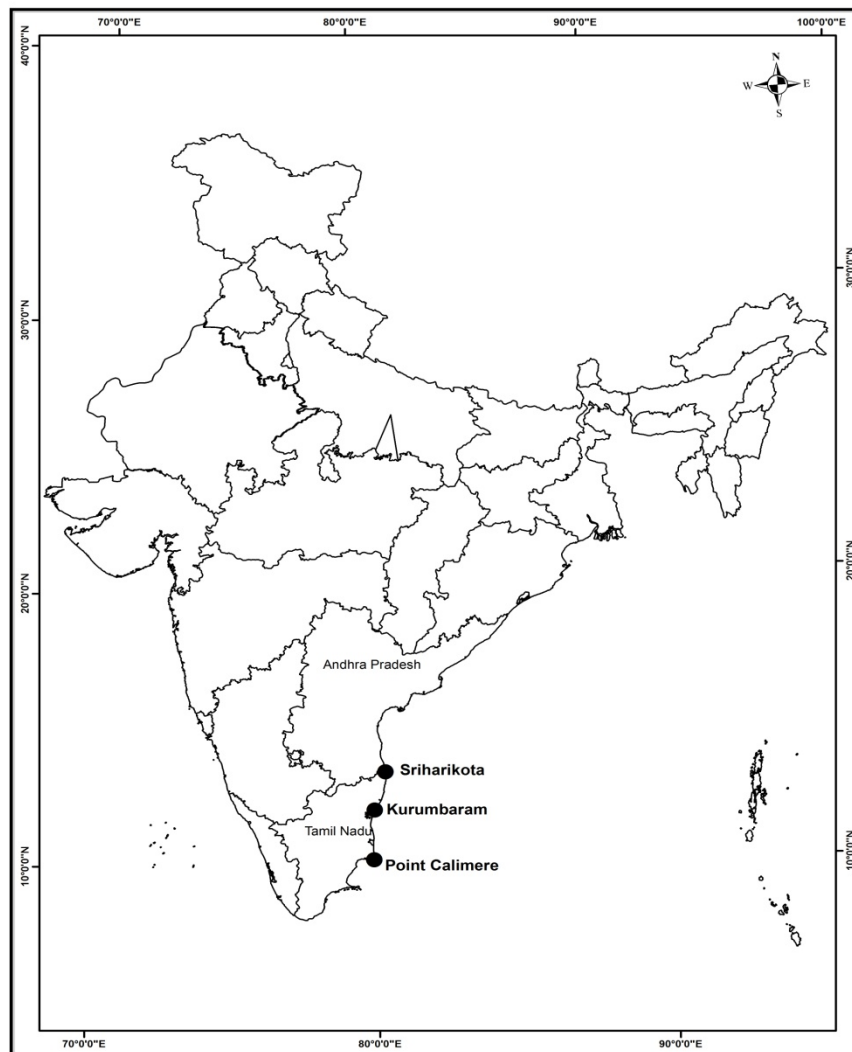 70°0'0"E
80°0'0"E
90°0'0"E
100°0'0"E
40°0'0"N
N
W
E
S
30°0'0"N
30°0'0"N
20°0'0"N
20°0'0"N
Andhra Pradesh
Sriharikota
Kurumbaram
Tamil Nadu
Point Calimere
10°0'0"N
10°0'0"N
70°0'0"E
80°0'0"E
90°0'0"E